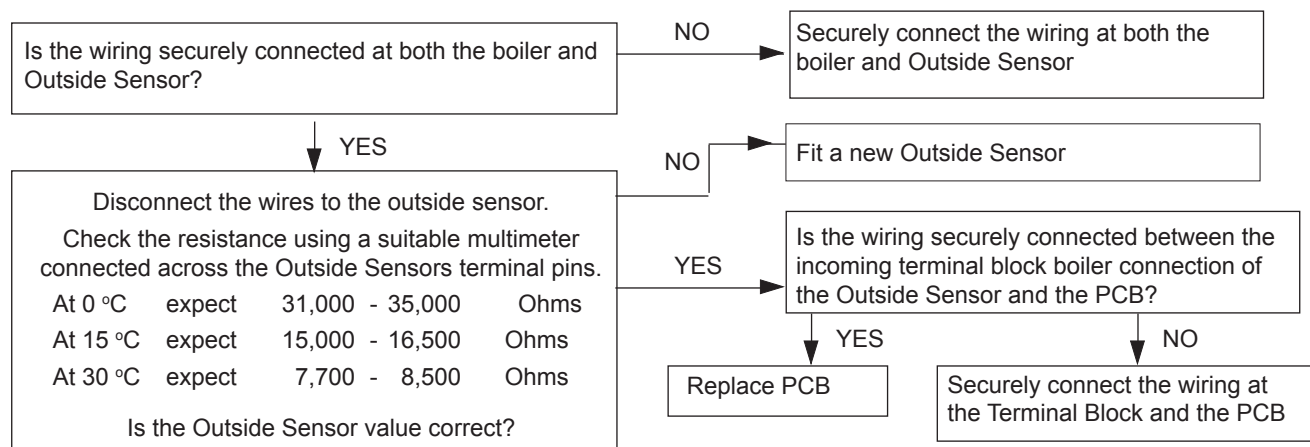 Is the wiring securely connected at both the boiler and
Outside Sensor?
NO
Securely connect the wiring at both the
boiler and Outside Sensor
YES
Disconnect the wires to the outside sensor.
Check the resistance using a suitable multimeter
connected across the Outside Sensors terminal pins.
At 0 °C expect 31,000 - 35,000 Ohms
At 15 °C expect 15,000 - 16,500 Ohms
At 30 °C expect 7,700 - 8,500 Ohms
Is the Outside Sensor value correct?
NO
Fit a new Outside Sensor
YES
Is the wiring securely connected between the
incoming terminal block boiler connection of
the Outside Sensor and the PCB?
YES
Replace PCB
NO
Securely connect the wiring at
the Terminal Block and the PCB